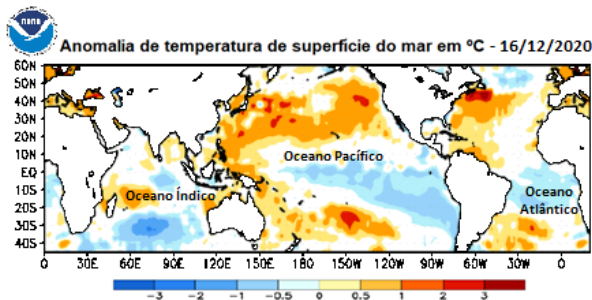 NOAA
Anomalia de temperatura de superfície do mar em ºC - 16/12/2020
60N
50N
40N
30N
20N
10N
EQ
10S
20S
30S
40S
Oceano Pacífico
Oceano Índico
Oceano
Atlântico
0 30E 60E 90E 120E 150E 180 150W 120W 90W 60W 30W 0
-3 -2 -1 -0.5 0 0.5 1 2 3